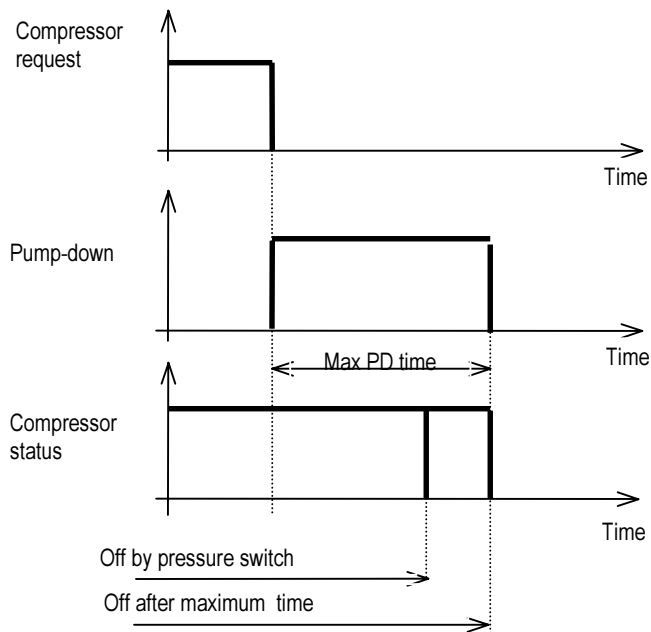 Compressor
request
Time
Pump-down
Max PD time
Time
Compressor
status
Time
Off by pressure switch
Off after maximum time